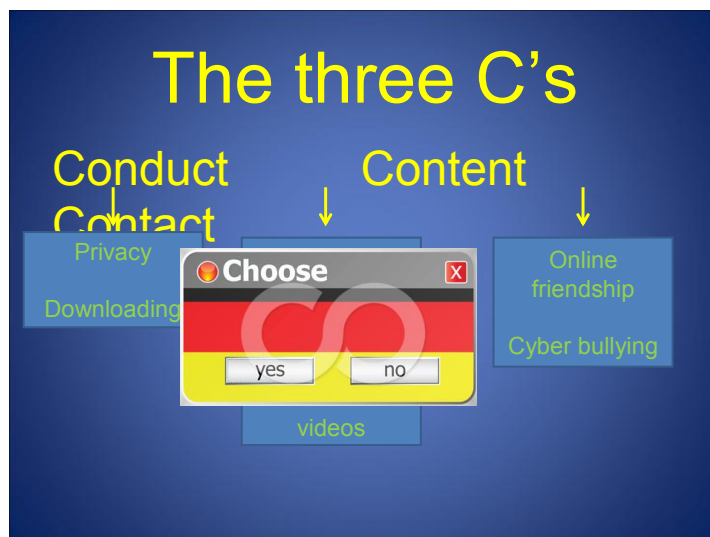 The three C’s
Conduct Content
Contact
Privacy
Downloading
Choose
X
yes no
videos
Online
friendship
Cyber bullying